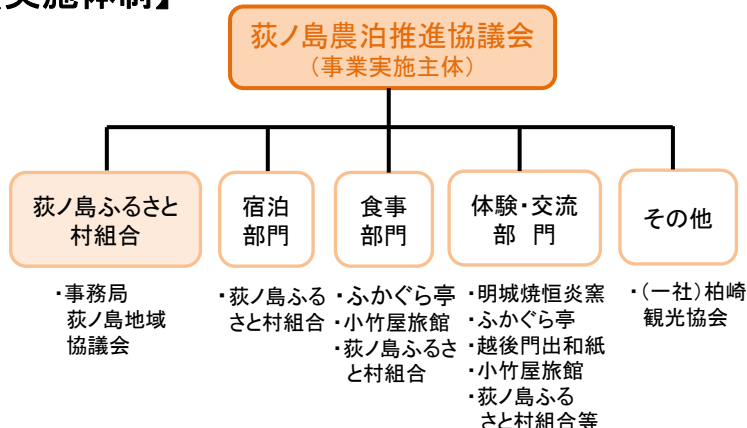 【実施体制】
荻ノ島農泊推進協議会
（事業実施主体）
荻ノ島ふるさと
村組合
宿泊
部門
食事
部門
体験・交流
部　門
その他
・事務局
荻ノ島地域
協議会
・荻ノ島ふる
さと村組合
・ふかぐら亭
・小竹屋旅館
・荻ノ島ふるさ
と村組合
・明城焼恒炎窯
・ふかぐら亭
・越後門出和紙
・小竹屋旅館
・荻ノ島ふる
さと村組合等
・（一社）柏崎
観光協会